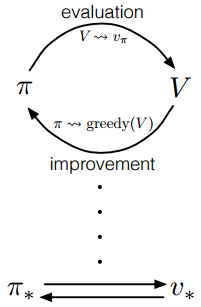 evaluation
V ⇝ v_π
π V
π ⇝ greedy(V)
improvement
π_* v_*